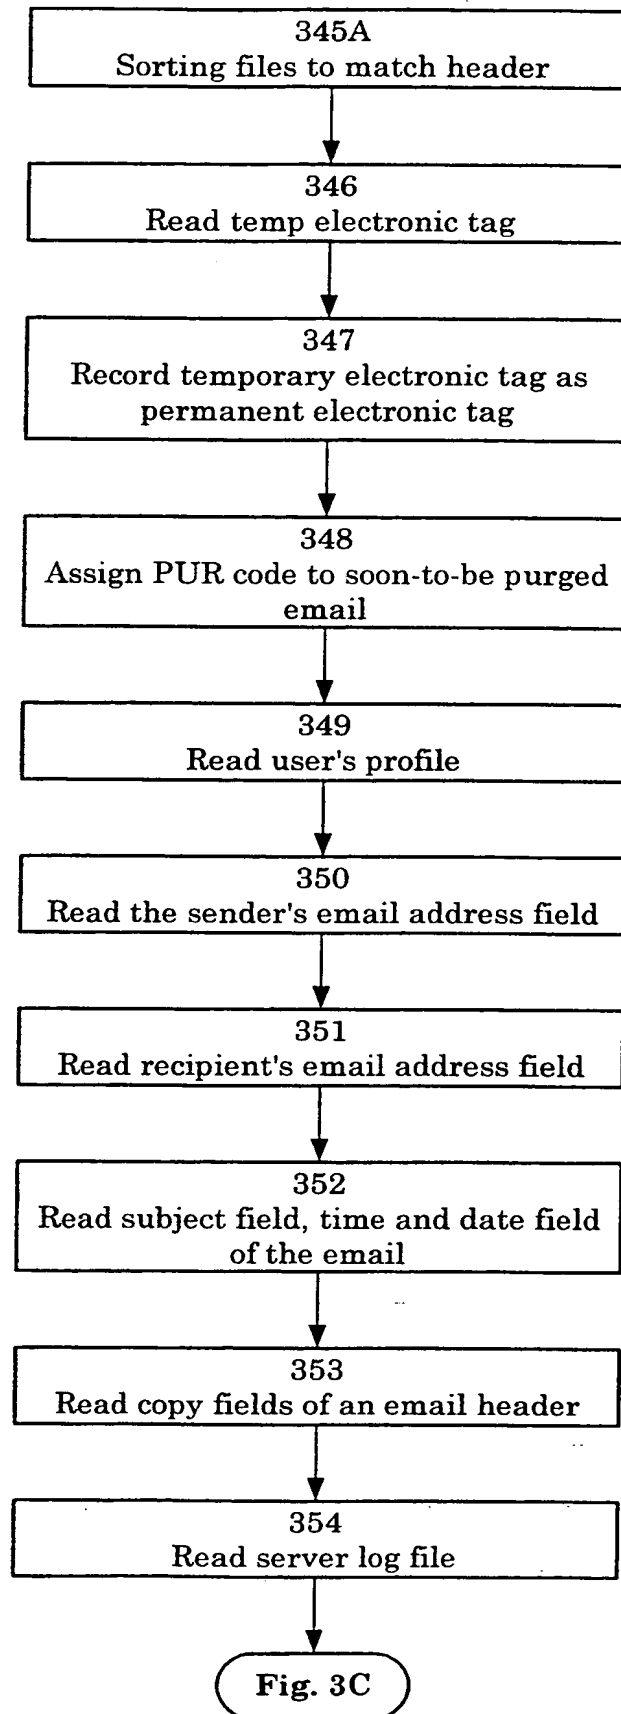 345A
Sorting files to match header
346
Read temp electronic tag
347
Record temporary electronic tag as
permanent electronic tag
348
Assign PUR code to soon-to-be purged
email
349
Read user's profile
350
Read the sender's email address field
351
Read recipient's email address field
352
Read subject field, time and date field
of the email
353
Read copy fields of an email header
354
Read server log file
Fig. 3C